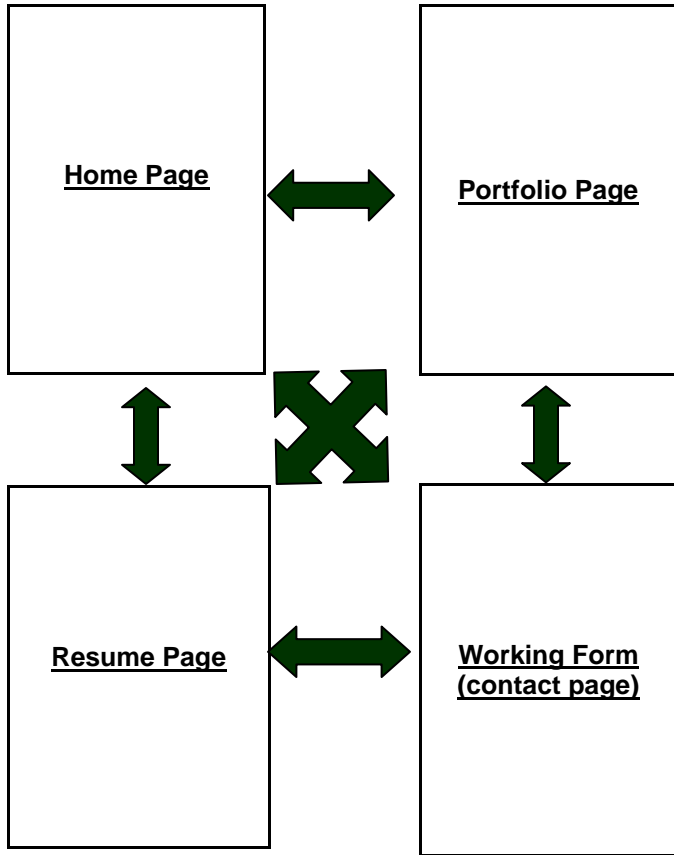 Home Page
Portfolio Page
Resume Page
Working Form
(contact page)